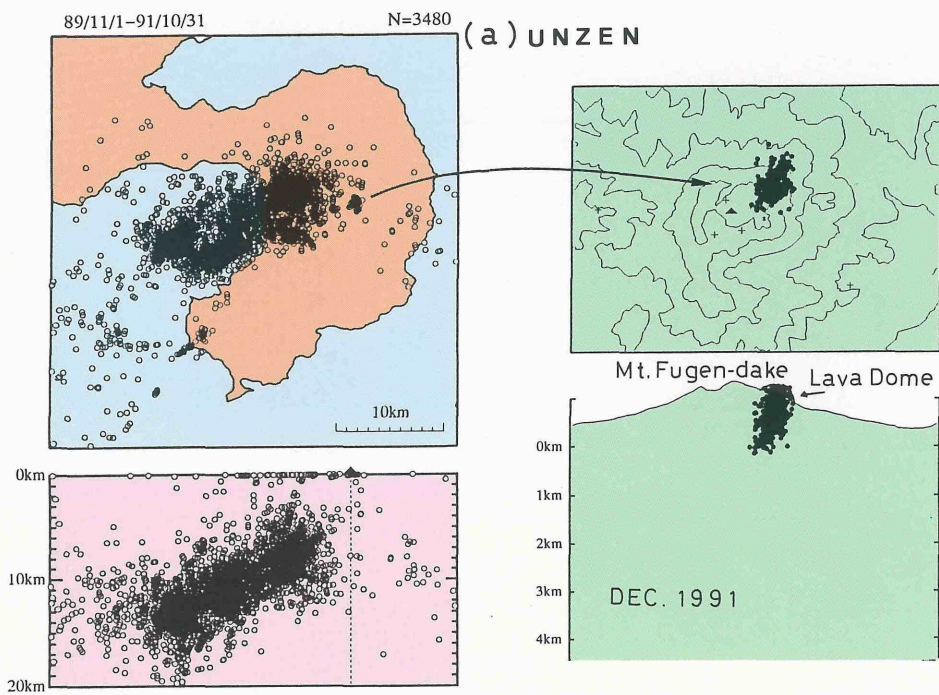 89/11/1-91/10/31 N=3480
(a) UNZEN
10km
0km
10km
20km
Mt. Fugen-dake
Lava Dome
0km
1km
2km
3km
4km
DEC. 1991